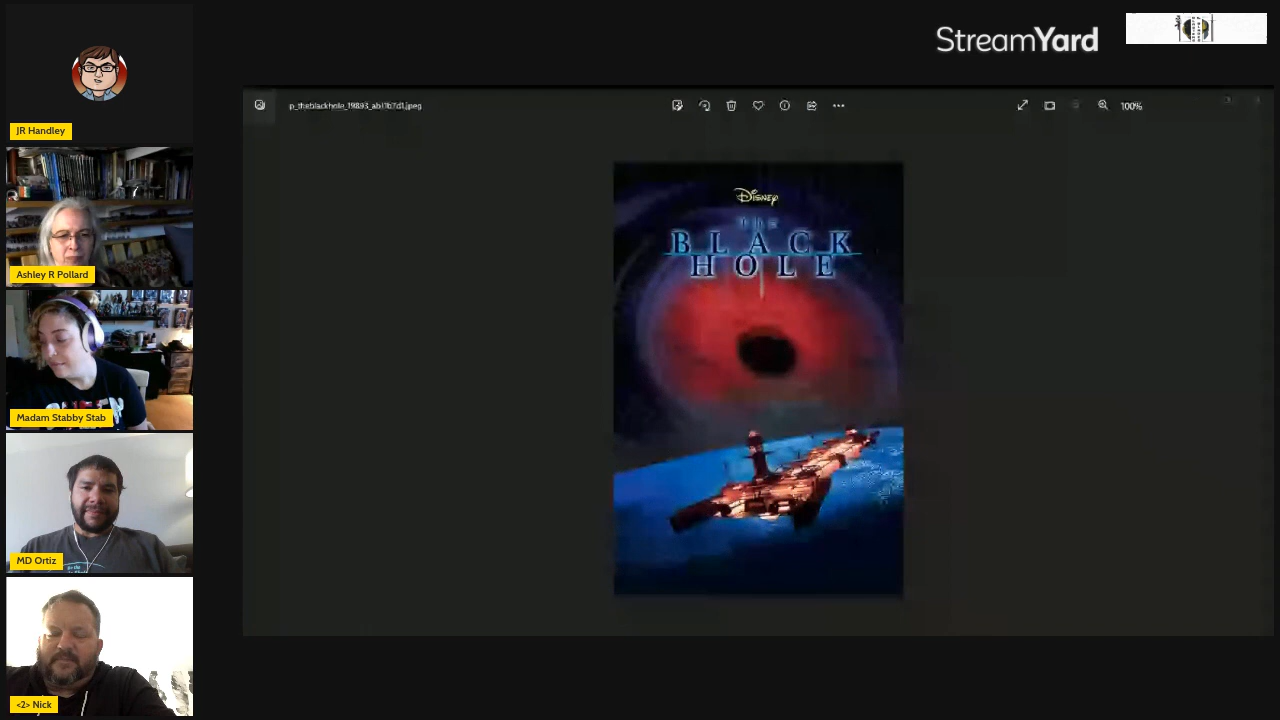 JR Handley
Ashley R Pollard
Madam Stabby Stab
MD Ortiz
<2> Nick
StreamYard
100%
Disney
THE
BLACK
HOLE